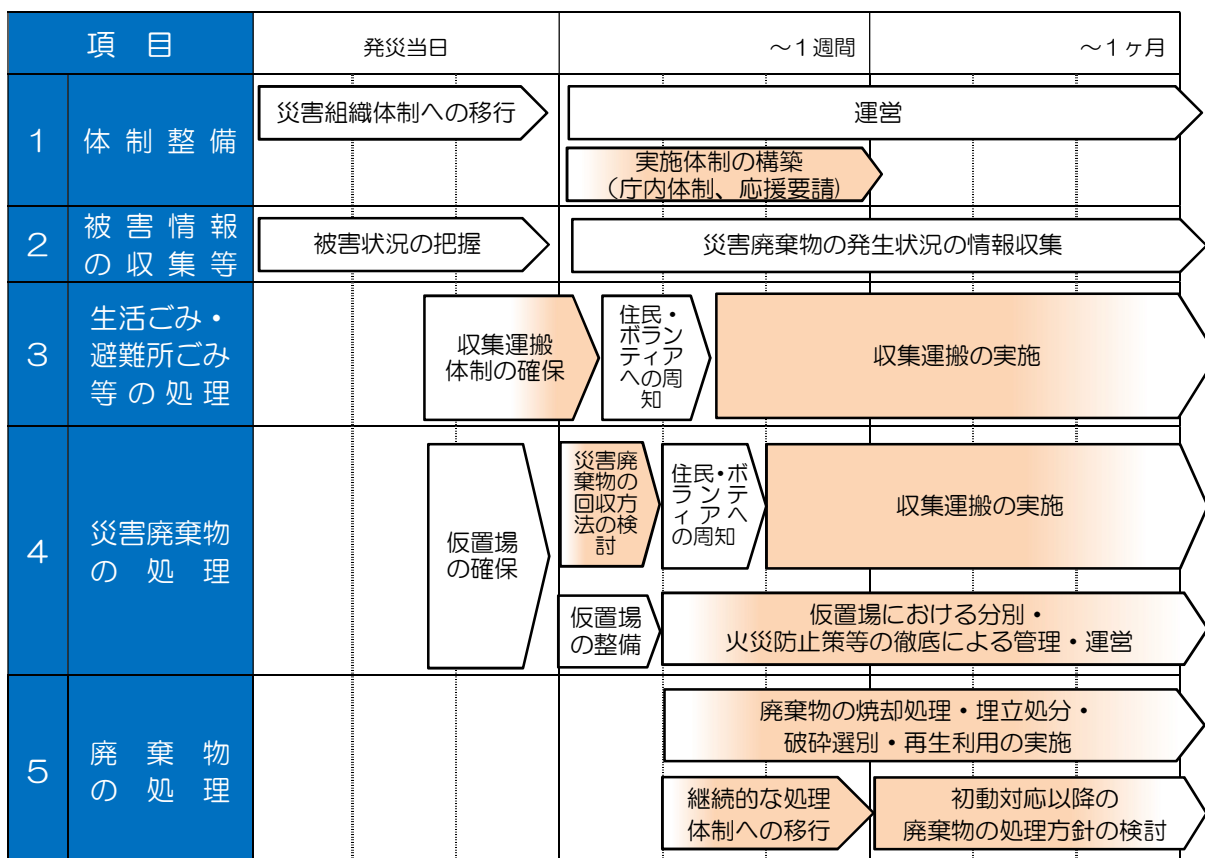 項 目
発災当日
～１週間
～１ヶ月
1
体 制 整 備
災害組織体制への移行
運営
実施体制の構築
（庁内体制、応援要請）
2
被 害 情 報
の 収 集 等
被害状況の把握
災害廃棄物の発生状況の情報収集
3
生活ごみ・
避難所ごみ
等 の 処 理
収集運搬
体制の確保
住民・
ボラン
ティア
への周
知
収集運搬の実施
4
災害廃棄物
の 処 理
仮置場
の確保
災害廃
棄物の
回収方
法の検
討
住民・ボ
ランテ
ィアへ
の周知
収集運搬の実施
仮置場
の整備
仮置場における分別・
火災防止策等の徹底による管理・運営
5
廃 棄 物
の 処 理
廃棄物の焼却処理・埋立処分・
破砕選別・再生利用の実施
継続的な処理
体制への移行
初動対応以降の
廃棄物の処理方針の検討